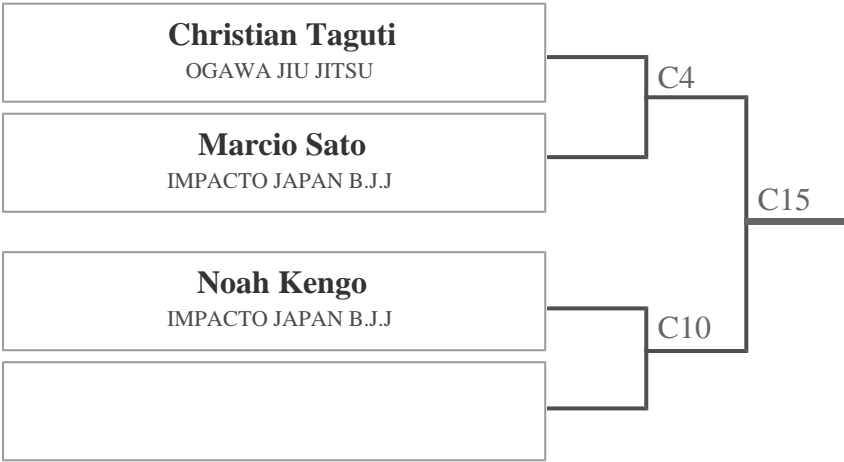 Christian Taguti
OGAWA JIU JITSU
C4
Marcio Sato
IMPACTO JAPAN B.J.J
C15
Noah Kengo
IMPACTO JAPAN B.J.J
C10